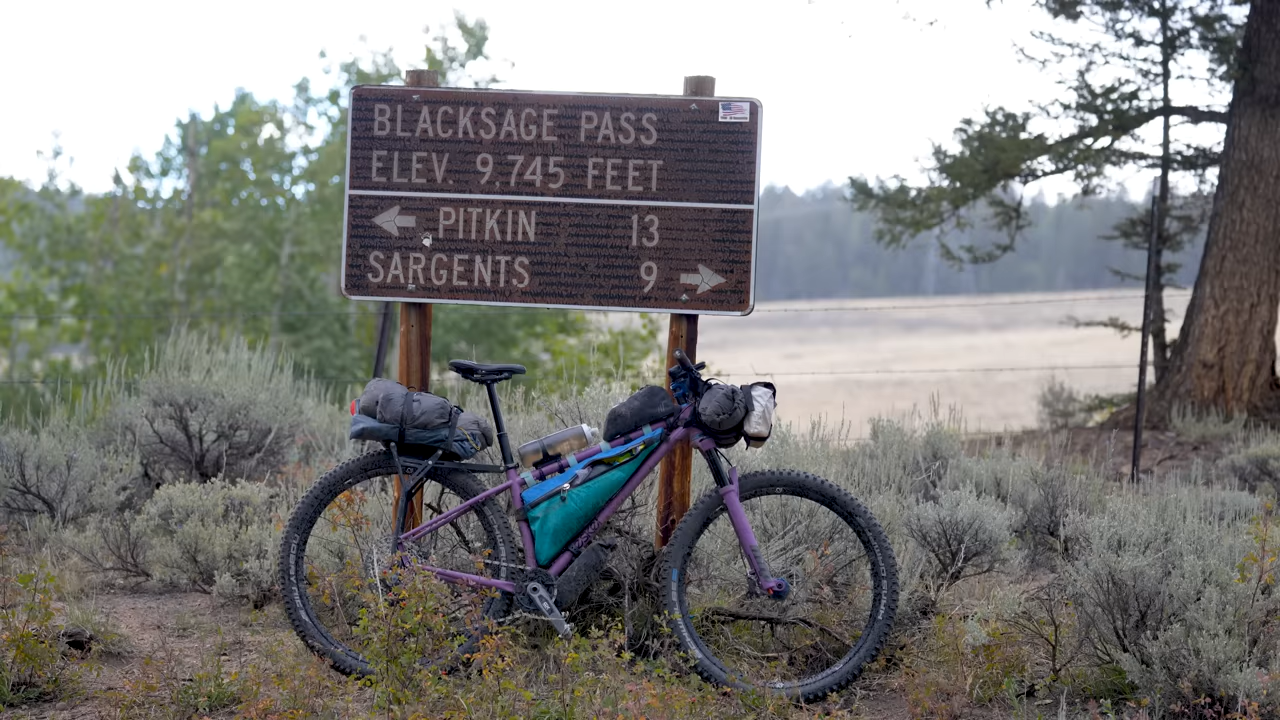 BLACKSAGE PASS
ELEV. 9,745 FEET
PITKIN 13
SARGENTS 9